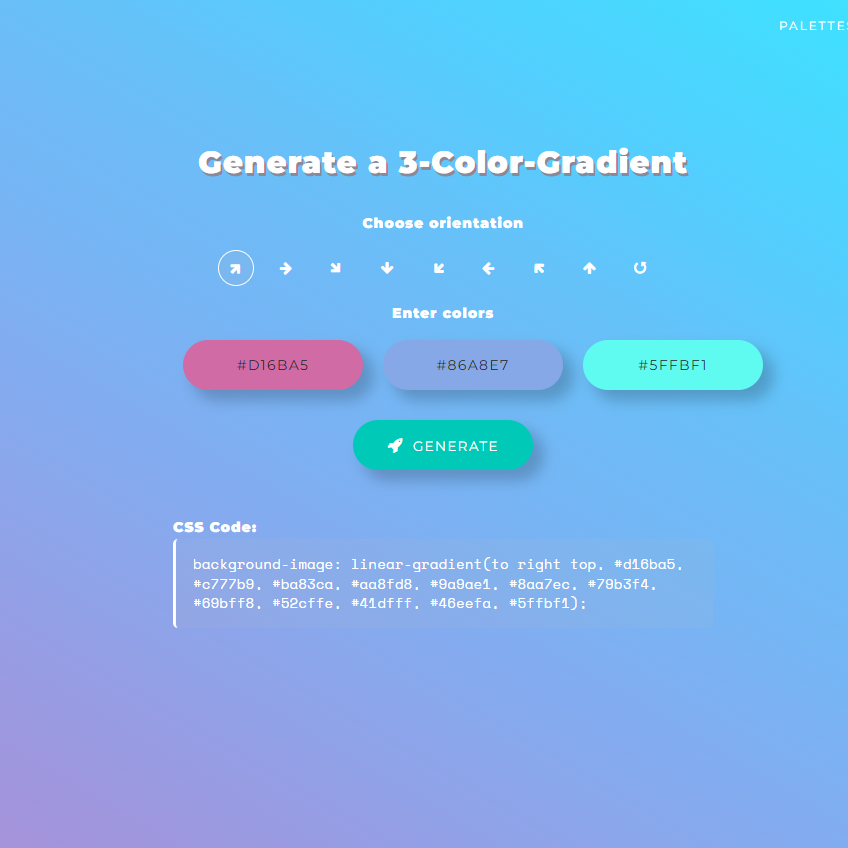 PALETTES
Generate a 3-Color-Gradient
Choose orientation
Enter colors
#D16BA5 #86A8E7 #5FFBF1
GENERATE
CSS Code:
background-image: linear-gradient(to right top, #d16ba5,
#c777b9, #ba83ca, #aa8fd8, #9a9ae1, #8aa7ec, #79b3f4,
#69bff8, #52cffe, #41dfff, #46eefa, #5ffbf1);